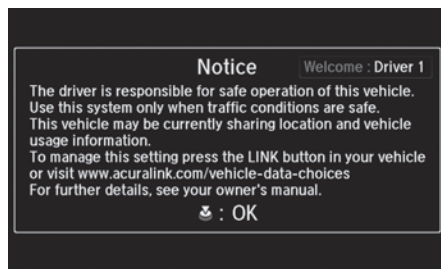 Notice
Welcome : Driver 1
The driver is responsible for safe operation of this vehicle.
Use this system only when traffic conditions are safe.
This vehicle may be currently sharing location and vehicle
usage information.
To manage this setting press the LINK button in your vehicle
or visit www.acuralink.com/vehicle-data-choices
For further details, see your owner's manual.
: OK